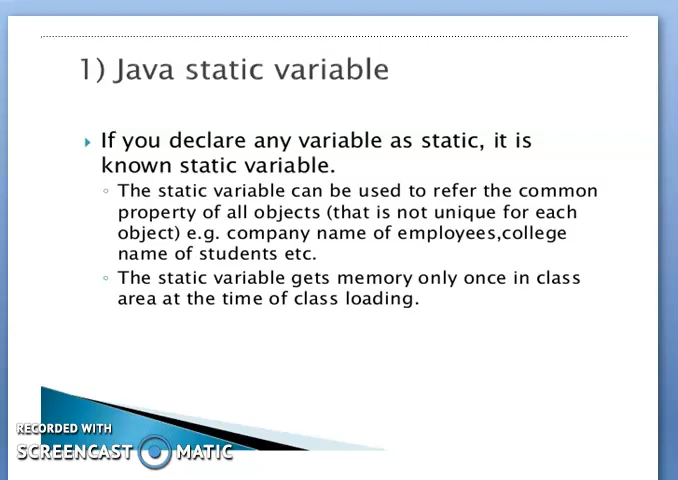 1) Java static variable
If you declare any variable as static, it is
known static variable.
The static variable can be used to refer the common
property of all objects (that is not unique for each
object) e.g. company name of employees,college
name of students etc.
The static variable gets memory only once in class
area at the time of class loading.
RECORDED WITH
SCREENCAST MATIC